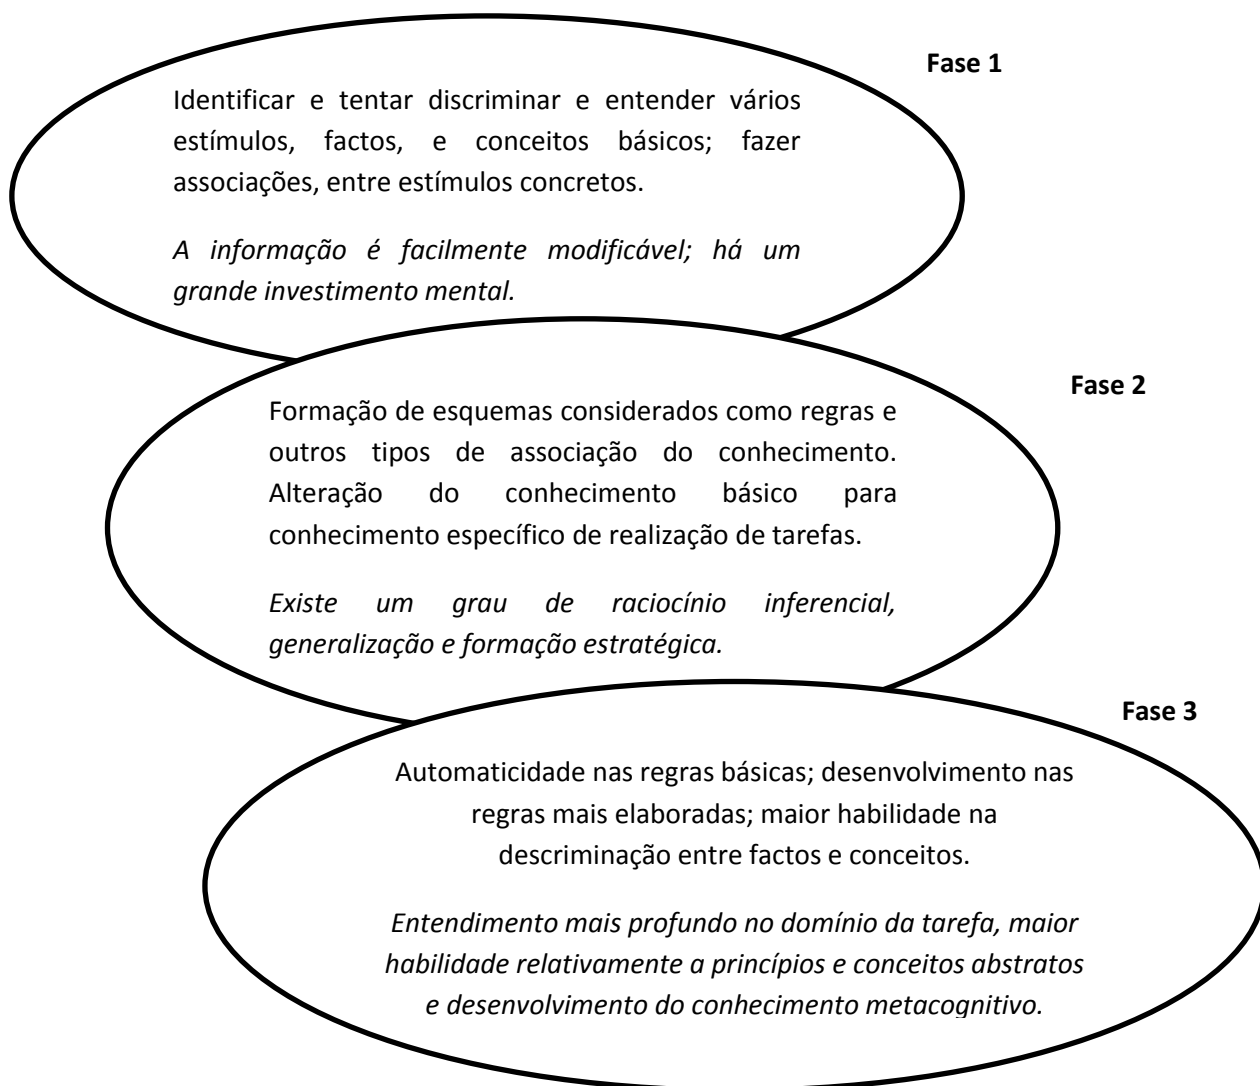 Fase 1
Identificar e tentar discriminar e entender vários
estímulos, factos, e conceitos básicos; fazer
associações, entre estímulos concretos.
A informação é facilmente modificável; há um
grande investimento mental.
Fase 2
Formação de esquemas considerados como regras e
outros tipos de associação do conhecimento.
Alteração do conhecimento básico para
conhecimento específico de realização de tarefas.
Existe um grau de raciocínio inferencial,
generalização e formação estratégica.
Fase 3
Automaticidade nas regras básicas; desenvolvimento nas
regras mais elaboradas; maior habilidade na
descriminação entre factos e conceitos.
Entendimento mais profundo no domínio da tarefa, maior
habilidade relativamente a princípios e conceitos abstratos
e desenvolvimento do conhecimento metacognitivo.